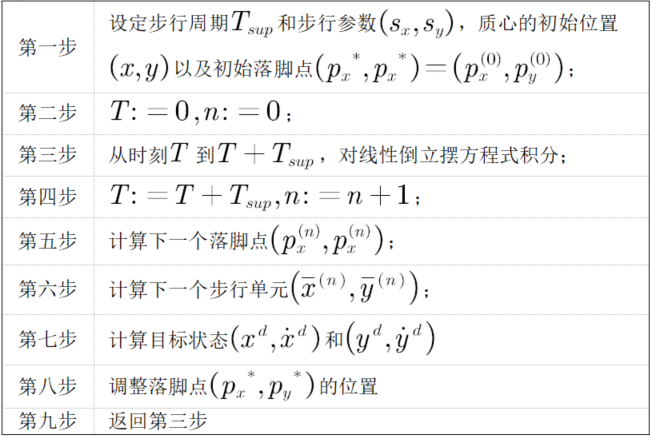 第一步 设定步行周期$T_{sup}$和步行参数$(s_x,s_y)$，质心的初始位置
$(x,y)$以及初始落脚点$(p_x^*,p_x^*)=(p_x^{(0)},p_y^{(0)})$；
第二步 $T:=0,n:=0$；
第三步 从时刻$T$到$T+T_{sup}$，对线性倒立摆方程式积分；
第四步 $T:=T+T_{sup},n:=n+1$；
第五步 计算下一个落脚点$(p_x^{(n)},p_x^{(n)})$；
第六步 计算下一个步行单元$(\overline{x}^{(n)},\overline{y}^{(n)})$；
第七步 计算目标状态$(x^d,\dot{x}^d)$和$(y^d,\dot{y}^d)$
第八步 调整落脚点$(p_x^*,p_y^*)$的位置
第九步 返回第三步